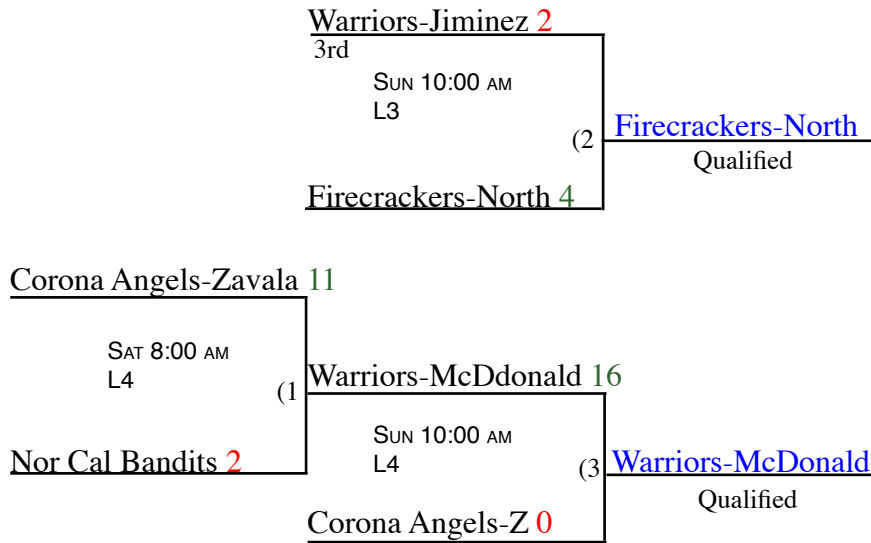 Warriors-Jiminez 2
3rd
Sun 10:00 am
L3
(2
Firecrackers-North
Qualified
Firecrackers-North 4
Corona Angels-Zavala 11
Sat 8:00 am
L4
(1
Warriors-McDdonald 16
Nor Cal Bandits 2
Sun 10:00 am
L4
(3
Warriors-McDonald
Qualified
Corona Angels-Z 0